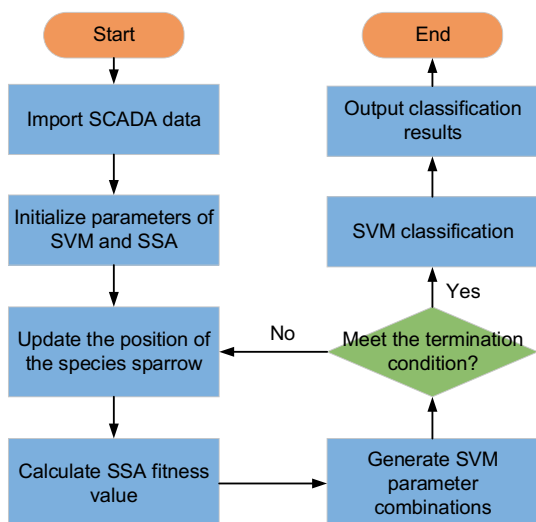 Start
Import SCADA data
Initialize parameters of
SVM and SSA
Update the position of
the species sparrow
Calculate SSA fitness
value
Generate SVM
parameter
combinations
Meet the termination
condition?
No
Yes
SVM classification
Output classification
results
End